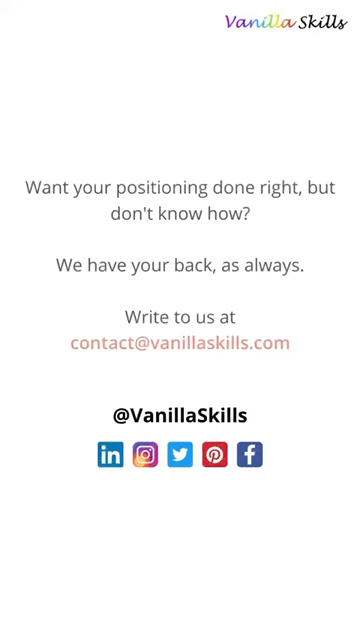 Vanilla Skills
Want your positioning done right, but
don't know how?
We have your back, as always.
Write to us at
contact@vanillaskills.com
@VanillaSkills